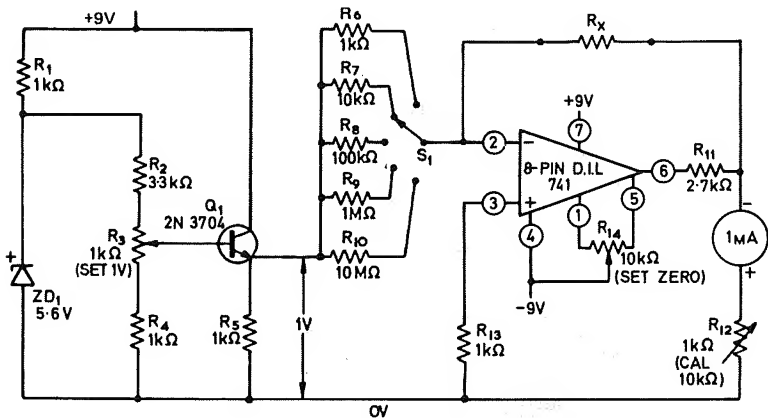 +9V
R1
1kΩ
R2
3·3kΩ
R3
1kΩ
(SET 1V)
R4
1kΩ
ZD1
5·6V
+
Q1
2N 3704
R5
1kΩ
1V
R6
1kΩ
R7
10kΩ
R8
100kΩ
R9
1MΩ
R10
10MΩ
S1
RX
+9V
7
2
−
8-PIN D.I.L
741
3
+
6
R11
2·7kΩ
1
5
4
R14
10kΩ
(SET ZERO)
−9V
R13
1kΩ
−
1MA
+
R12
1kΩ
(CAL
10kΩ)
0V